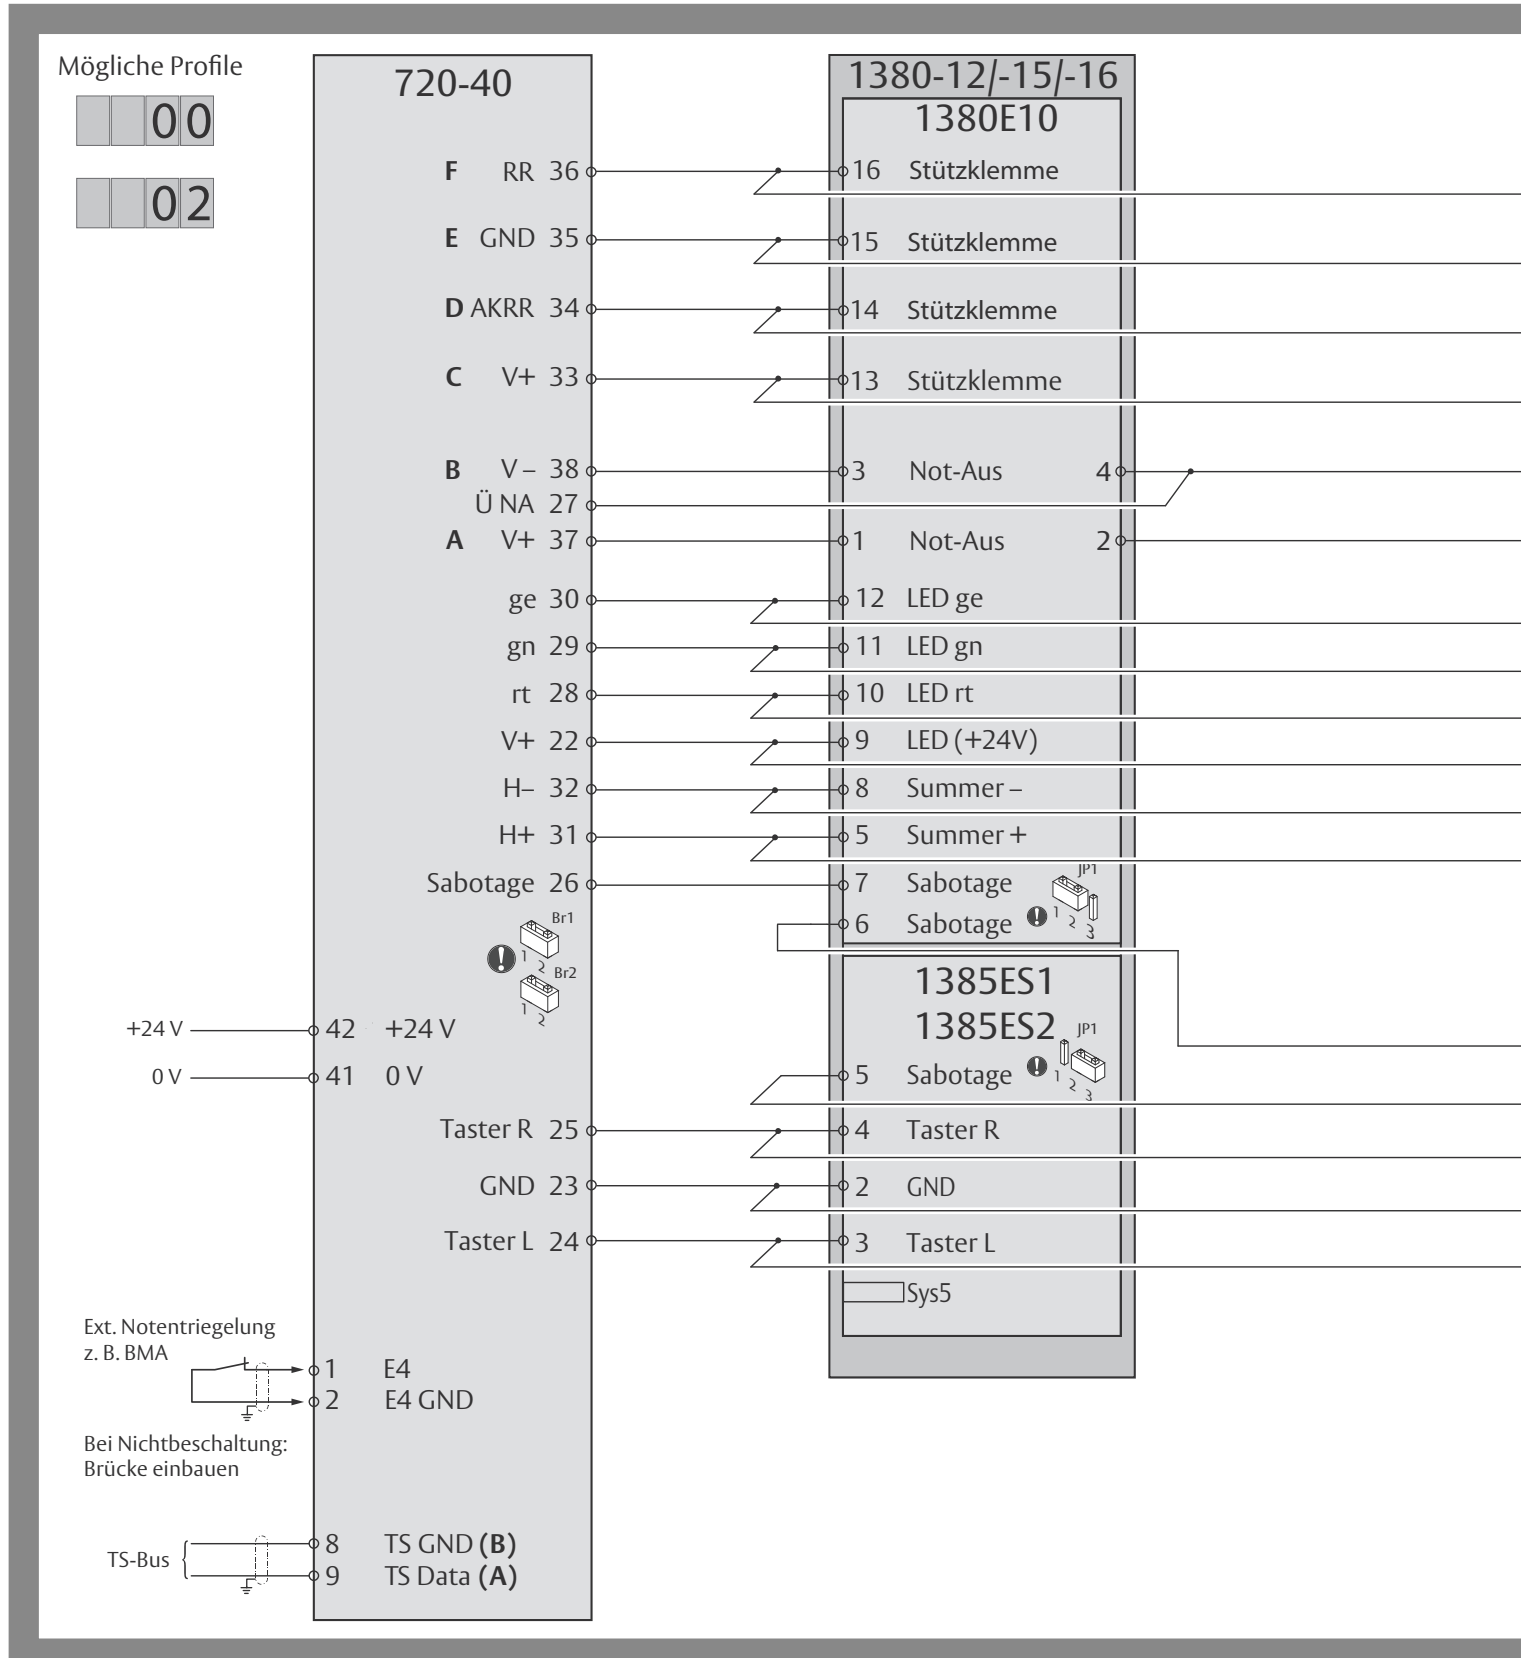 Mögliche Profile
00
02
720-40
F RR 36
E GND 35
D AKRR 34
C V+ 33
B V – 38
Ü NA 27
A V+ 37
ge 30
gn 29
rt 28
V+ 22
H– 32
H+ 31
Sabotage 26
Br1
1 2
Br2
1 2
+24 V 42 +24 V
0 V 41 0 V
Taster R 25
GND 23
Taster L 24
Ext. Notentriegelung
z. B. BMA
1 E4
2 E4 GND
Bei Nichtbeschaltung:
Brücke einbauen
TS-Bus
8 TS GND (B)
9 TS Data (A)
1380-12/-15/-16
1380E10
16 Stützklemme
15 Stützklemme
14 Stützklemme
13 Stützklemme
3 Not-Aus 4
1 Not-Aus 2
12 LED ge
11 LED gn
10 LED rt
9 LED (+24V)
8 Summer –
5 Summer +
7 Sabotage
JP1
6 Sabotage
1 2 3
1385ES1
1385ES2
JP1
5 Sabotage
1 2 3
4 Taster R
2 GND
3 Taster L
Sys5